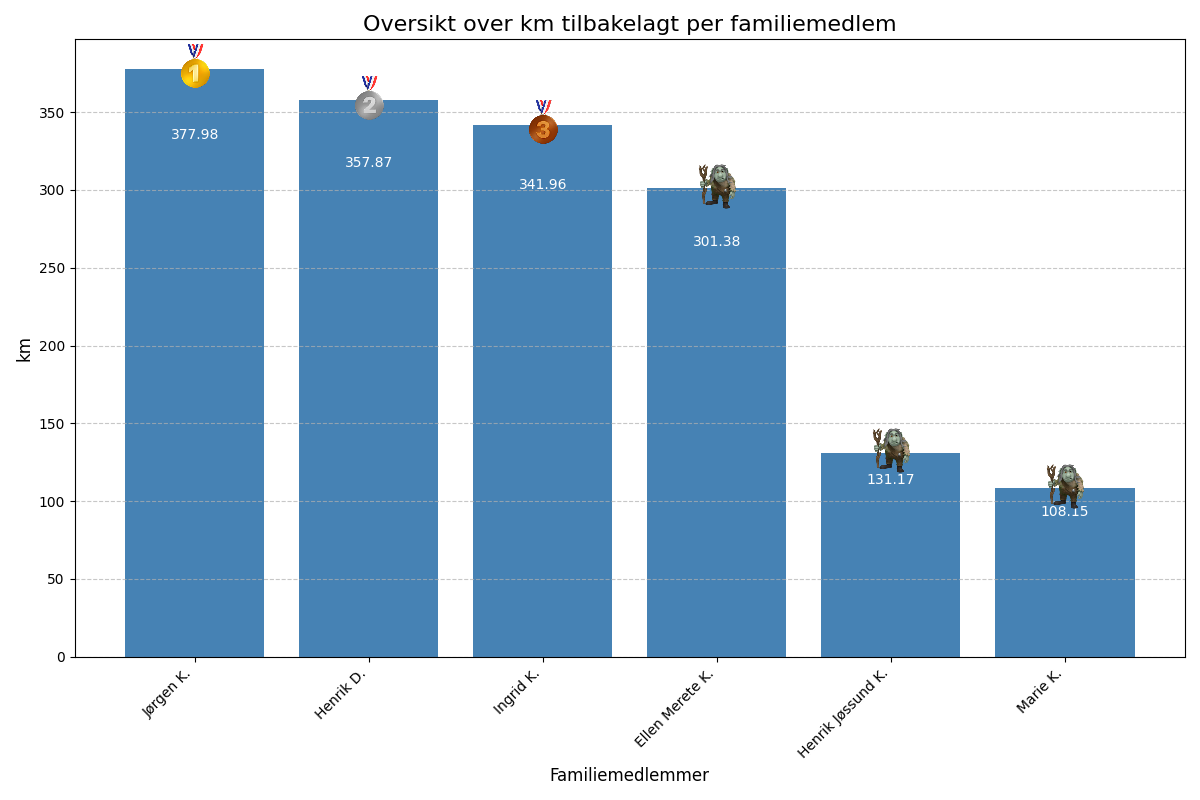 Oversikt over km tilbakelagt per familiemedlem
km
350
300
250
200
150
100
50
0
1
2
3
377.98
357.87
341.96
301.38
131.17
108.15
Jørgen K.
Henrik D.
Ingrid K.
Ellen Merete K.
Henrik Jøssund K.
Marie K.
Familiemedlemmer